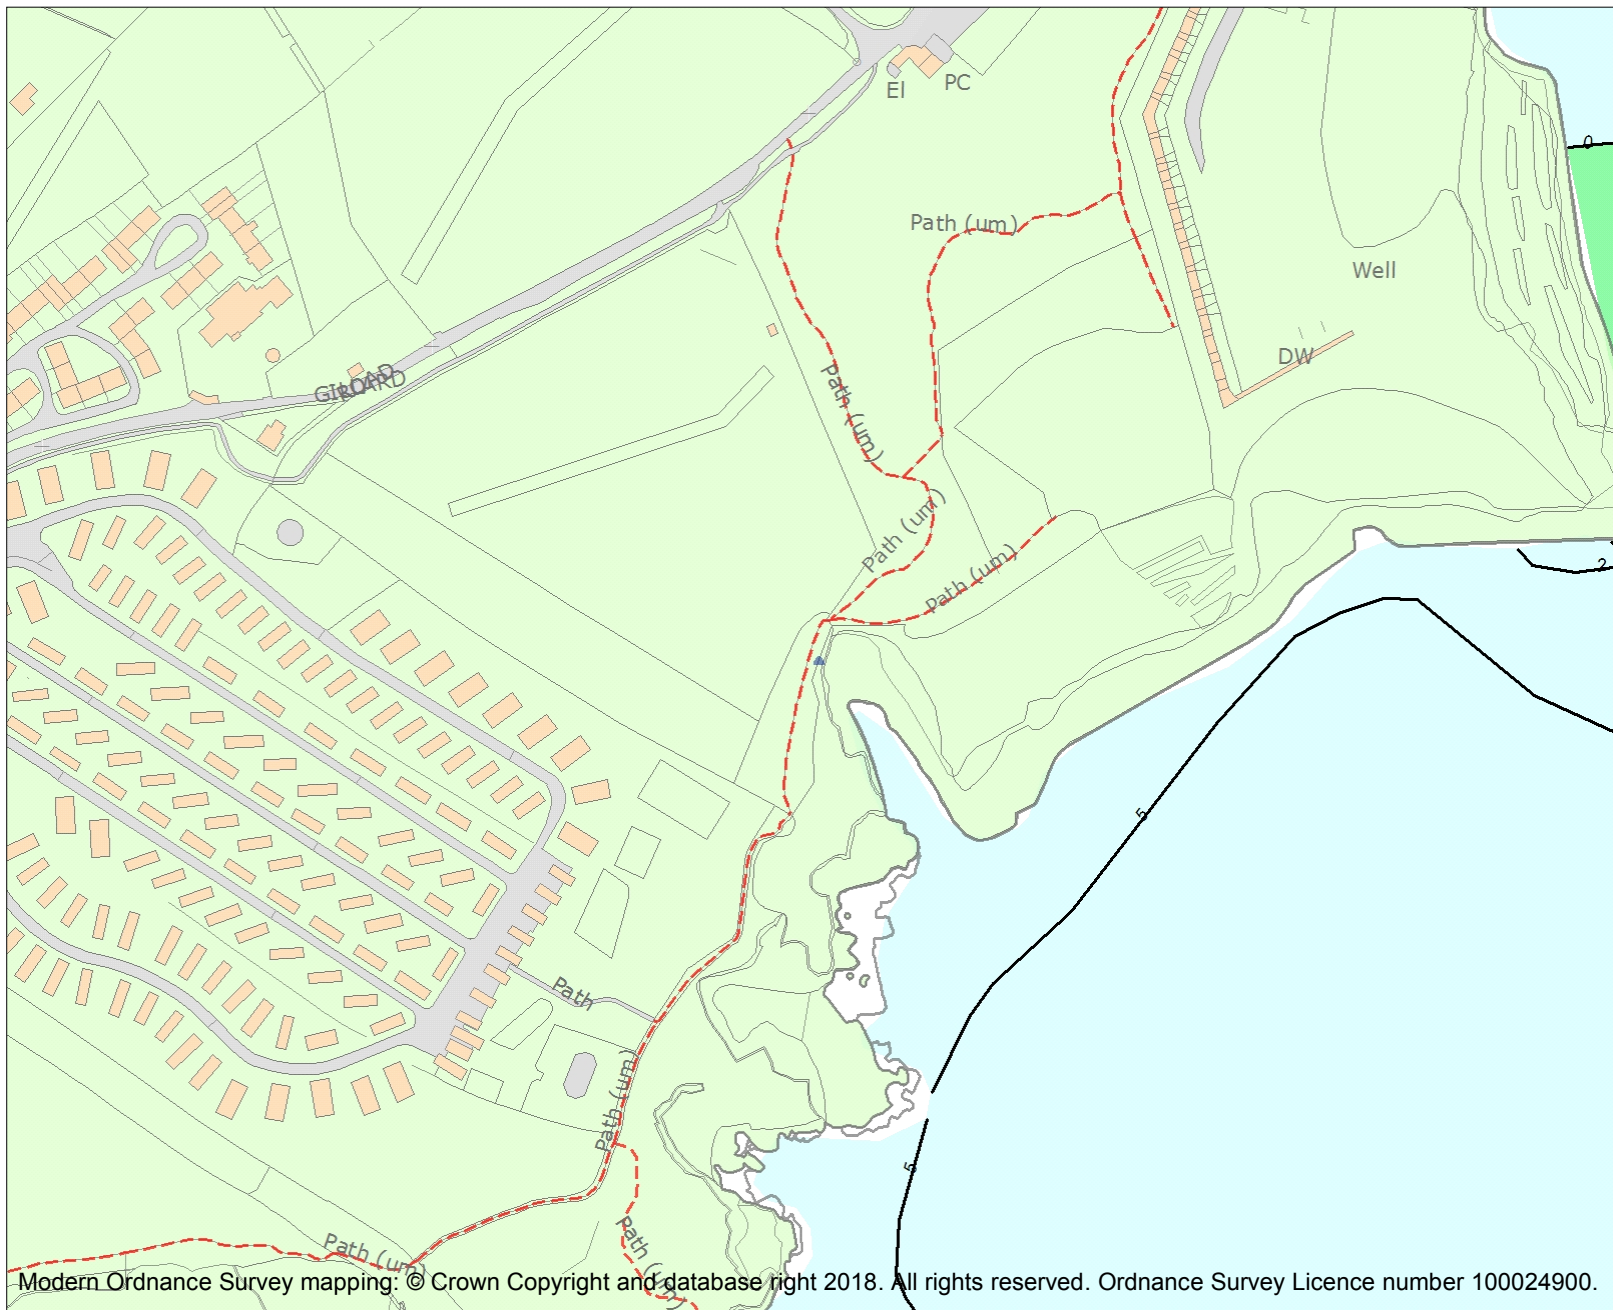 EI
PC
0
Path (um)
Well
DW
Path (um)
Path (um)
Path (um)
2
5
Path
Path (um)
5
Path (um)
Path (um)
Modern Ordnance Survey mapping: © Crown Copyright and database right 2018. All rights reserved. Ordnance Survey Licence number 100024900.